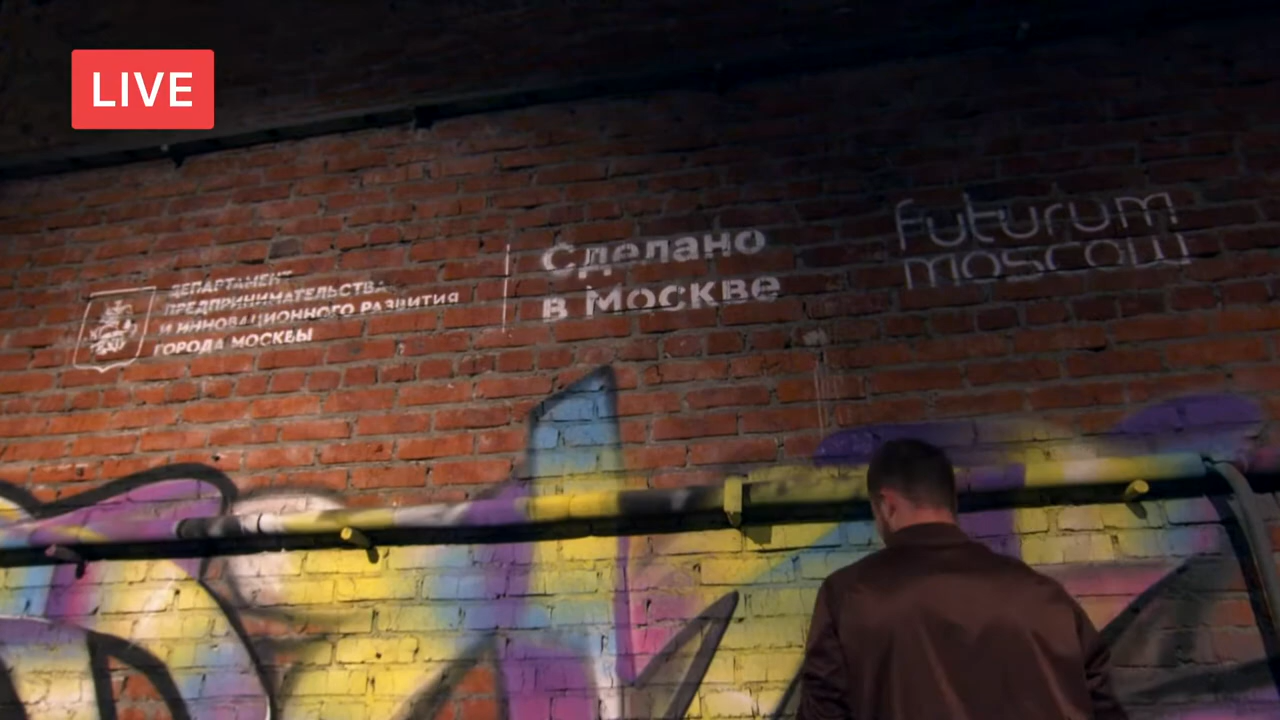 LIVE
ДЕПАРТАМЕНТ
ПРЕДПРИНИМАТЕЛЬСТВА
И ИННОВАЦИОННОГО РАЗВИТИЯ
ГОРОДА МОСКВЫ
Сделано
в Москве
futurum
moscow